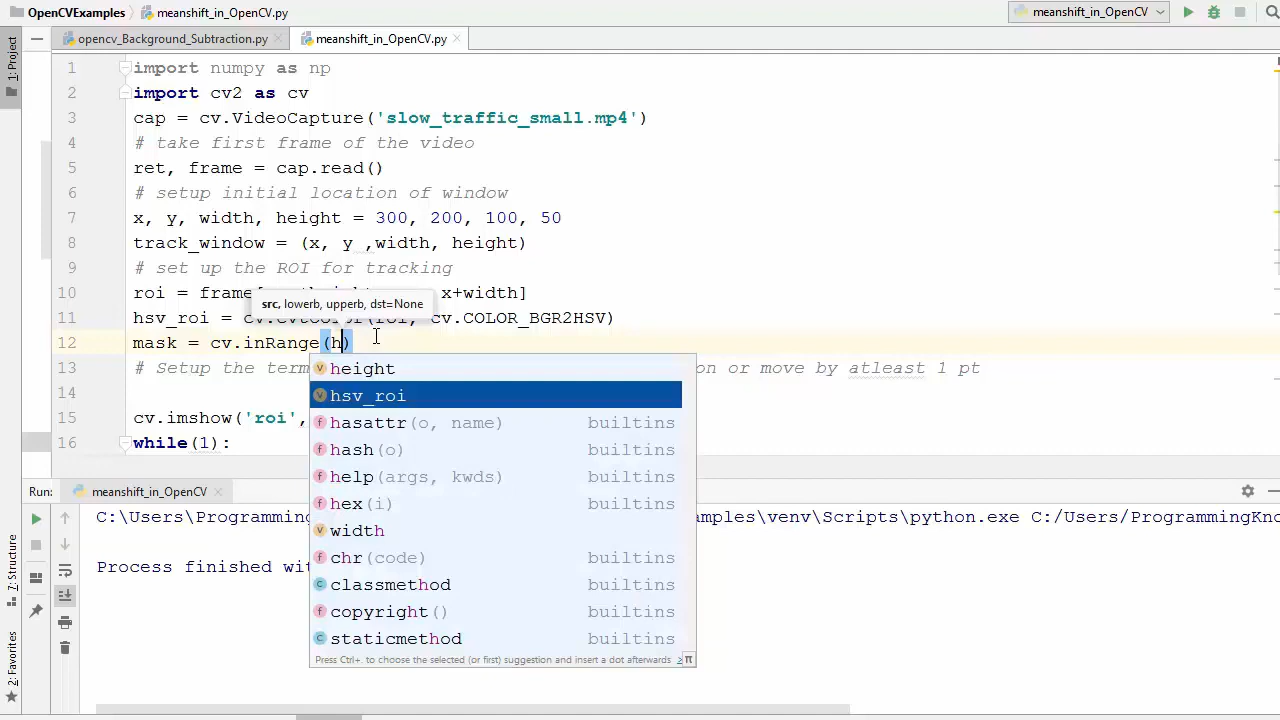 OpenCVExamples > meanshift_in_OpenCV.py
meanshift_in_OpenCV
1: Project
opencv_Background_Subtraction.py
meanshift_in_OpenCV.py
1 import numpy as np
2 import cv2 as cv
3 cap = cv.VideoCapture('slow_traffic_small.mp4')
4 # take first frame of the video
5 ret, frame = cap.read()
6 # setup initial location of window
7 x, y, width, height = 300, 200, 100, 50
8 track_window = (x, y ,width, height)
9 # set up the ROI for tracking
10 roi = frame[ x+width]
src, lowerb, upperb, dst=None
11 hsv_roi = cv.cvtColor(roi, cv.COLOR_BGR2HSV)
12 mask = cv.inRange(h)
13 # Setup the term on or move by atleast 1 pt
14
15 cv.imshow('roi',
16 while(1):
height
hsv_roi
hasattr(o, name) builtins
hash(o) builtins
help(args, kwds) builtins
hex(i) builtins
width
chr(code) builtins
classmethod builtins
copyright() builtins
staticmethod builtins
Press Ctrl+. to choose the selected (or first) suggestion and insert a dot afterwards >> π
Run: meanshift_in_OpenCV
C:\Users\Programming amples\venv\Scripts\python.exe C:/Users/ProgrammingKno
Process finished wit
Z: Structure
2: Favorites